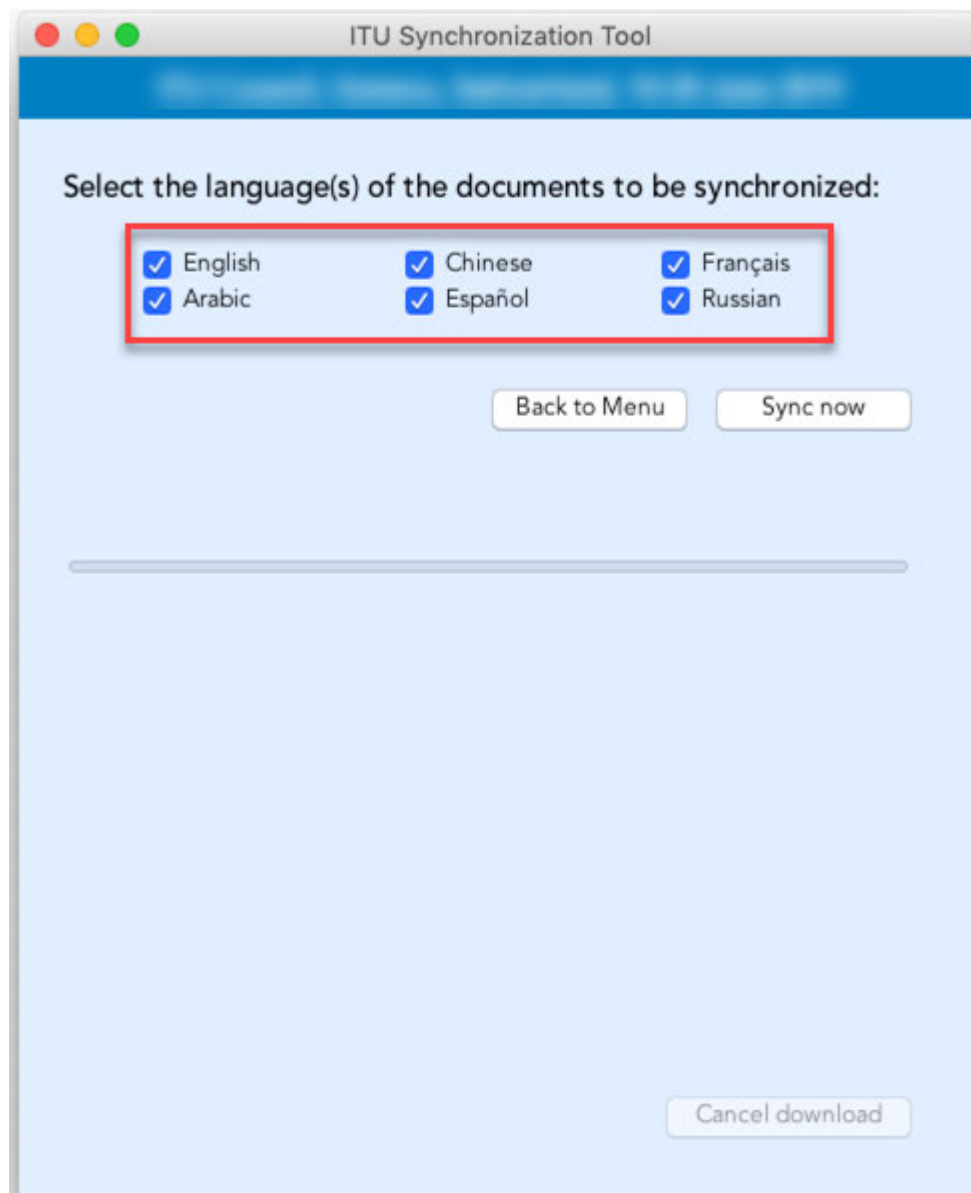 ITU Synchronization Tool
Select the language(s) of the documents to be synchronized:
English Chinese Français
Arabic Español Russian
Back to Menu Sync now
Cancel download